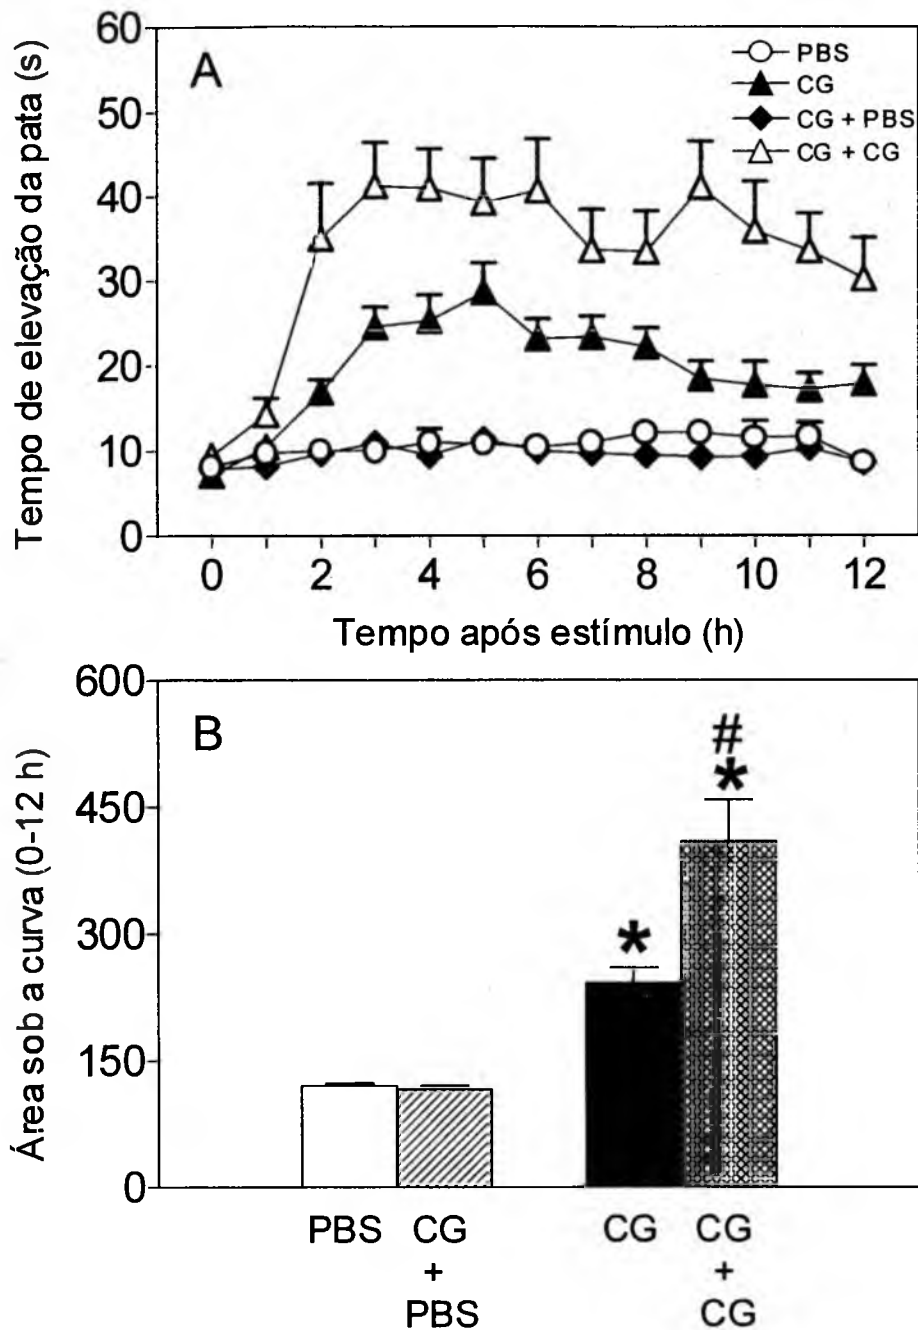 60
50
40
30
20
10
0
Tempo de elevação da pata (s)
A
PBS
CG
CG + PBS
CG + CG
0 2 4 6 8 10 12
Tempo após estímulo (h)
600
450
300
150
0
Área sob a curva (0-12 h)
B
*
#
*
PBS CG CG CG
+ +
PBS CG